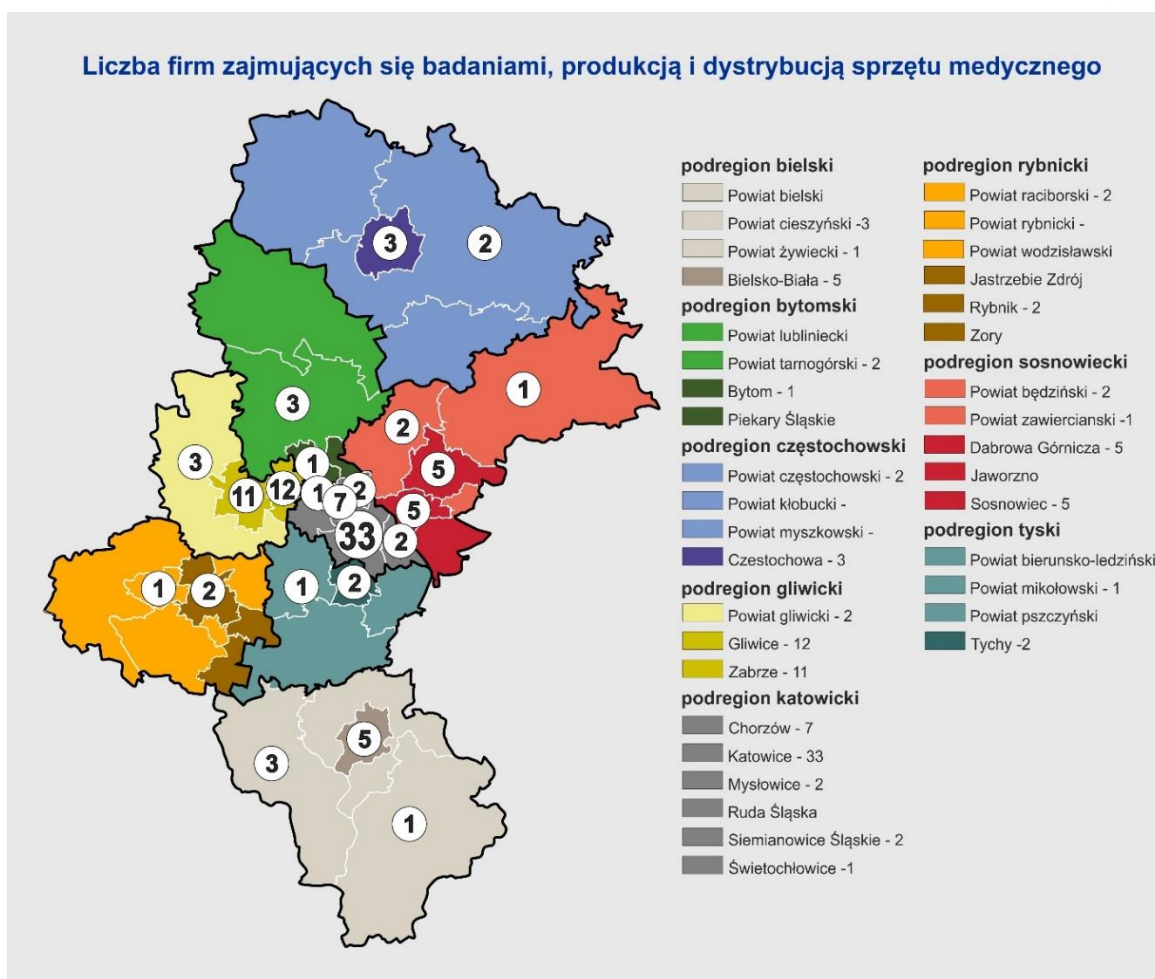 Liczba firm zajmujących się badaniami, produkcją i dystrybucją sprzętu medycznego
3
2
1
3
2
3
5
1
11
12
1
2
7
5
33
2
1
2
1
2
5
3
1
podregion bielski
Powiat bielski
Powiat cieszyński -3
Powiat żywiecki - 1
Bielsko-Biała - 5
podregion bytomski
Powiat lubliniecki
Powiat tarnogórski - 2
Bytom - 1
Piekary Śląskie
podregion częstochowski
Powiat częstochowski - 2
Powiat kłobucki -
Powiat myszkowski -
Czestochowa - 3
podregion gliwicki
Powiat gliwicki - 2
Gliwice - 12
Zabrze - 11
podregion katowicki
Chorzów - 7
Katowice - 33
Mysłowice - 2
Ruda Śląska
Siemianowice Śląskie - 2
Świetochłowice -1
podregion rybnicki
Powiat raciborski - 2
Powiat rybnicki -
Powiat wodzisławski
Jastrzebie Zdrój
Rybnik - 2
Zory
podregion sosnowiecki
Powiat będziński - 2
Powiat zawiercianski -1
Dabrowa Górnicza - 5
Jaworzno
Sosnowiec - 5
podregion tyski
Powiat bierunsko-ledziński
Powiat mikołowski - 1
Powiat pszczyński
Tychy -2